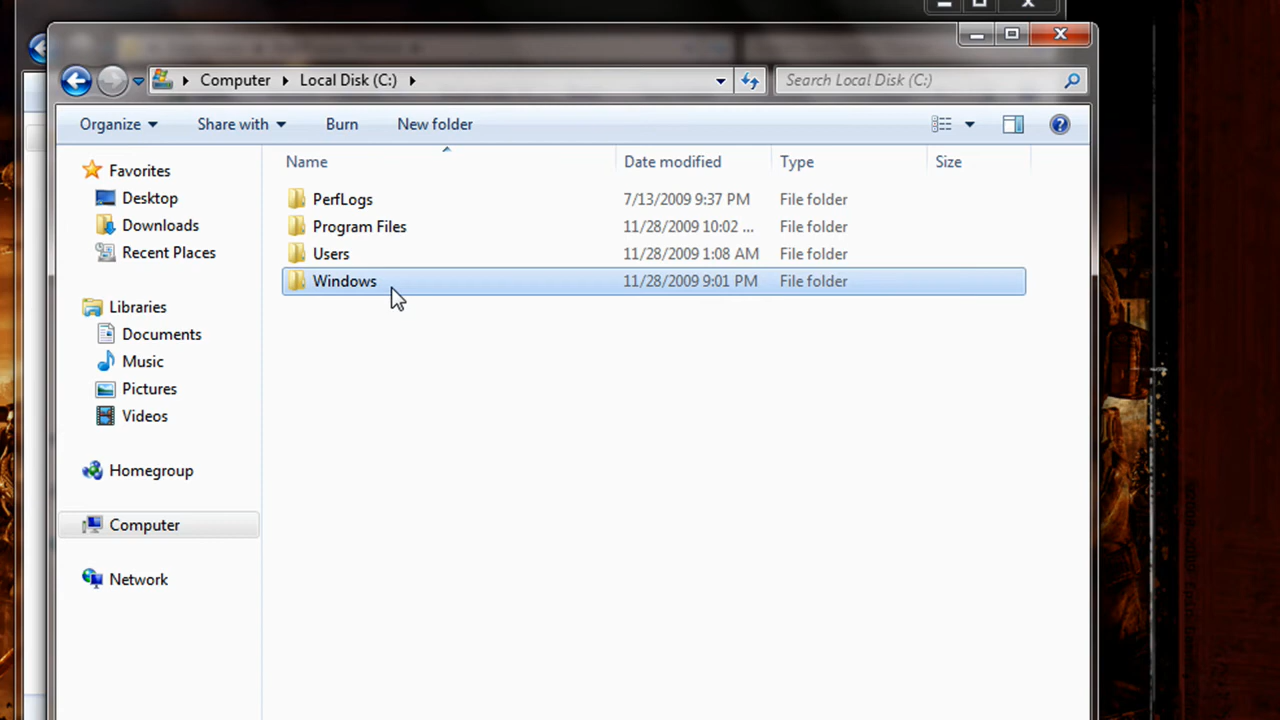 Computer Local Disk (C:) Search Local Disk (C:)
Organize Share with Burn New folder
Name Date modified Type Size
Favorites
Desktop
Downloads
Recent Places
Libraries
Documents
Music
Pictures
Videos
Homegroup
Computer
Network
PerfLogs 7/13/2009 9:37 PM File folder
Program Files 11/28/2009 10:02 ... File folder
Users 11/28/2009 1:08 AM File folder
Windows 11/28/2009 9:01 PM File folder